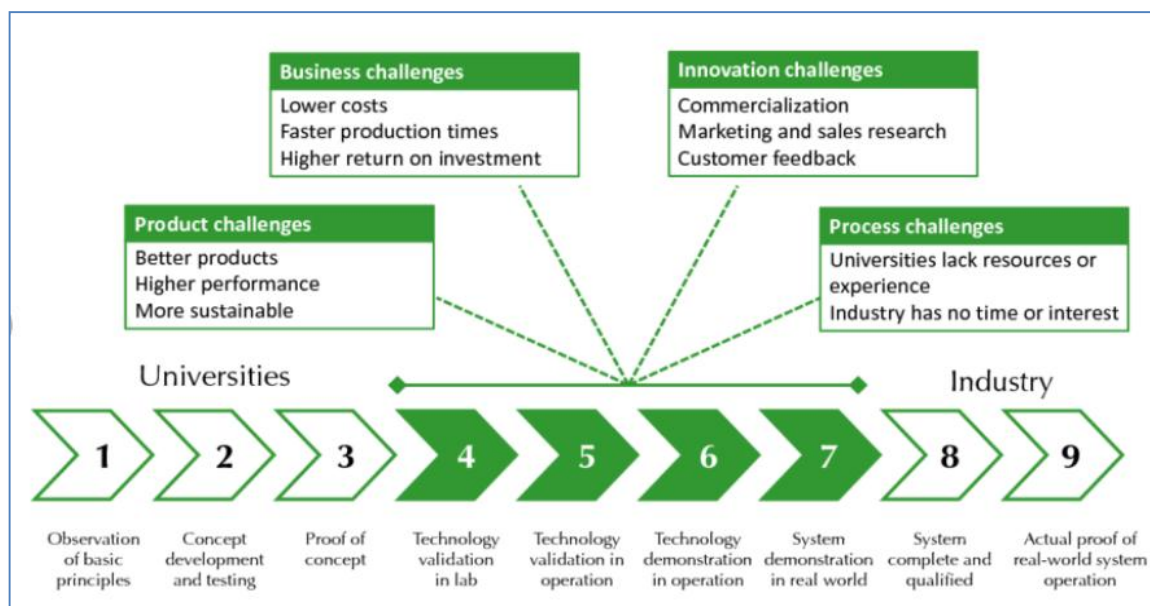 Business challenges
Lower costs
Faster production times
Higher return on investment
Innovation challenges
Commercialization
Marketing and sales research
Customer feedback
Product challenges
Better products
Higher performance
More sustainable
Process challenges
Universities lack resources or
experience
Industry has no time or interest
Universities
Industry
1
2
3
4
5
6
7
8
9
Observation
of basic
principles
Concept
development
and testing
Proof of
concept
Technology
validation
in lab
Technology
validation in
operation
Technology
demonstration
in operation
System
demonstration
in real world
System
complete and
qualified
Actual proof of
real-world system
operation